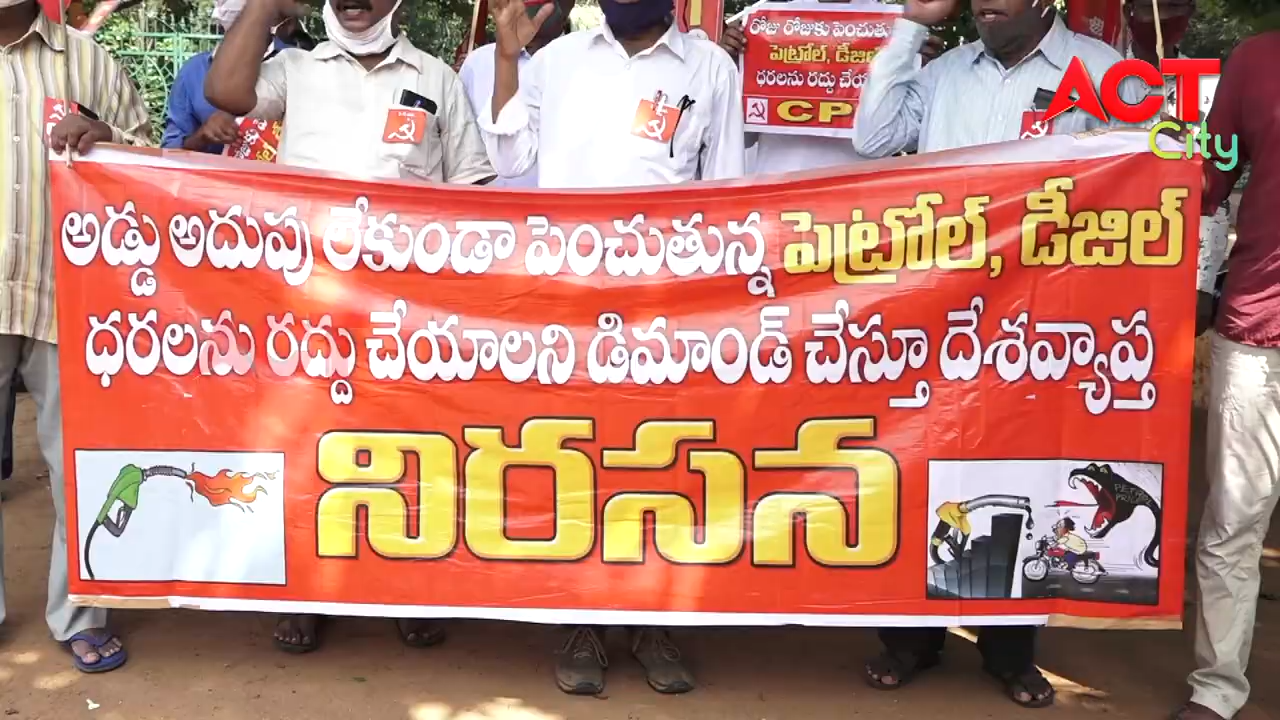 రోజు రోజుకు పెంచుతు
పెట్రోల్, డీజిల్
ధరలను రద్దు చేయా
CP
ACT
City
అడ్డు అదుపు లేకుండా పెంచుతున్న పెట్రోల్, డీజిల్
ధరలను రద్దు చేయాలని డిమాండ్ చేస్తూ దేశవ్యాప్త
నిరసన